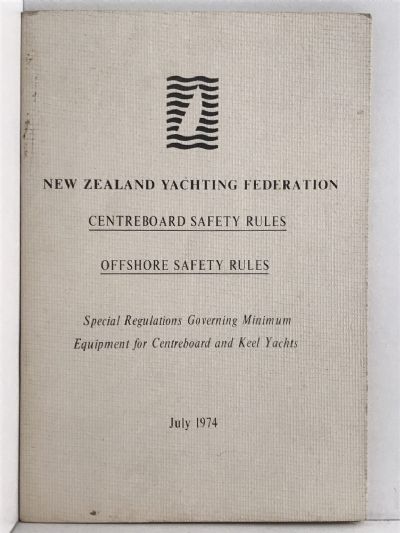 NEW ZEALAND YACHTING FEDERATION
CENTREBOARD SAFETY RULES
OFFSHORE SAFETY RULES
Special Regulations Governing Minimum
Equipment for Centreboard and Keel Yachts
July 1974